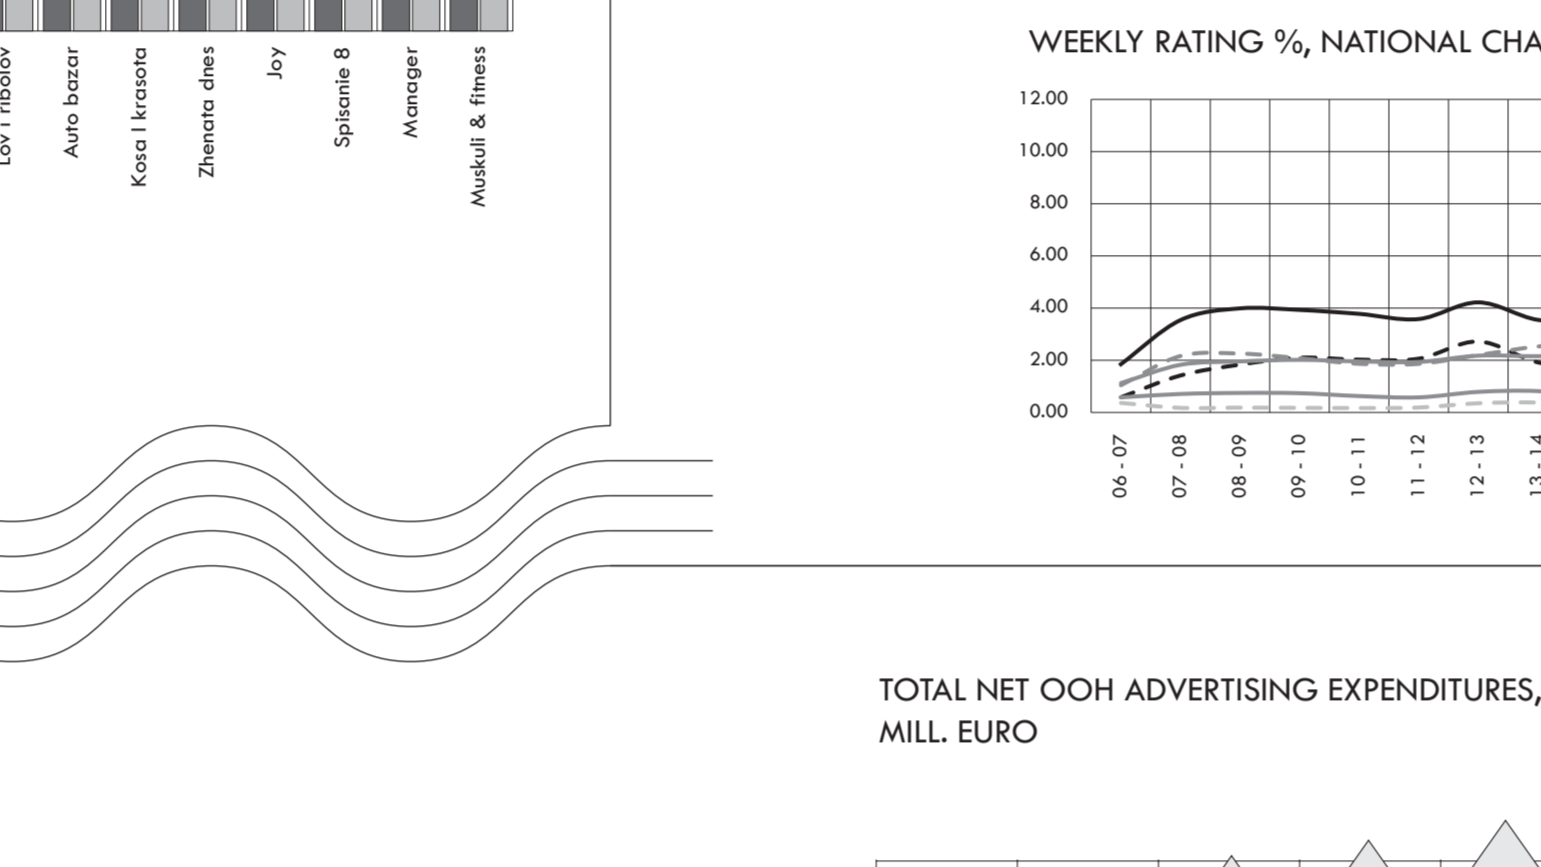 Lov i ribolov
Auto bazar
Kosa I krasota
Zhenata dnes
Joy
Spisanie 8
Manager
Muskuli & fitness
WEEKLY RATING %, NATIONAL
12.00
10.00
8.00
6.00
4.00
2.00
0.00
06 - 07
07 - 08
08 - 09
09 - 10
10 - 11
11 - 12
12 - 13
13 - 14
TOTAL NET OOH ADVERTISING EXPENDITURES,
MILL. EURO